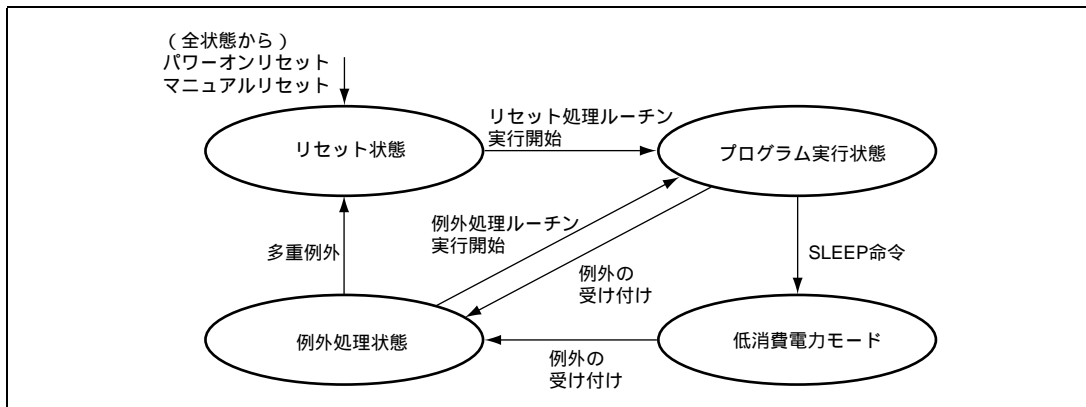 (全状態から)
パワーオンリセット
マニュアルリセット
リセット状態
リセット処理ルーチン
実行開始
プログラム実行状態
例外処理ルーチン
実行開始
多重例外
例外の
受け付け
SLEEP命令
例外処理状態
例外の
受け付け
低消費電力モード